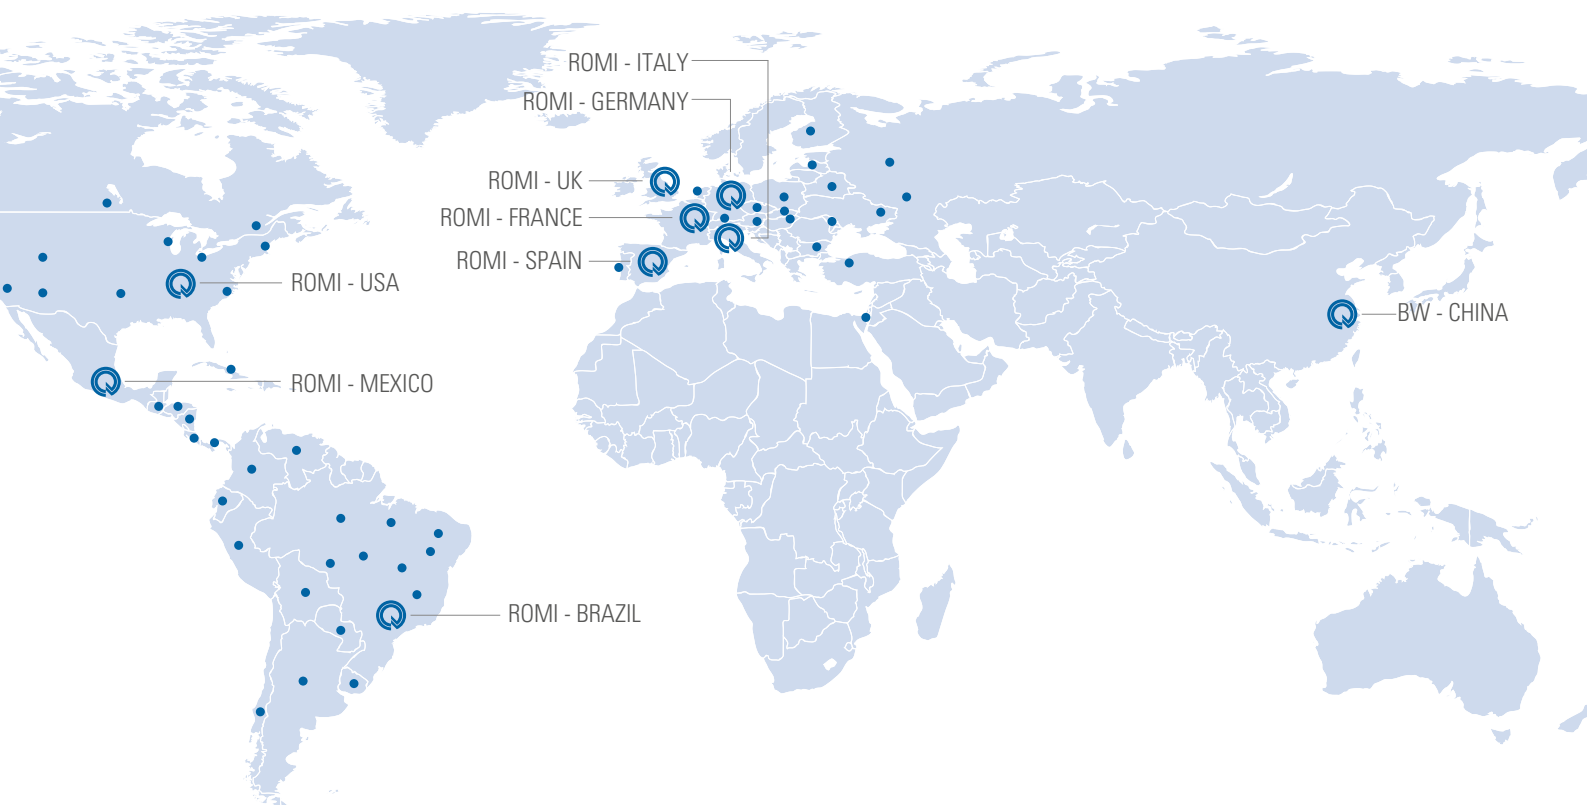 ROMI - ITALY
ROMI - GERMANY
ROMI - UK
ROMI - FRANCE
ROMI - SPAIN
ROMI - USA
BW - CHINA
ROMI - MEXICO
ROMI - BRAZIL